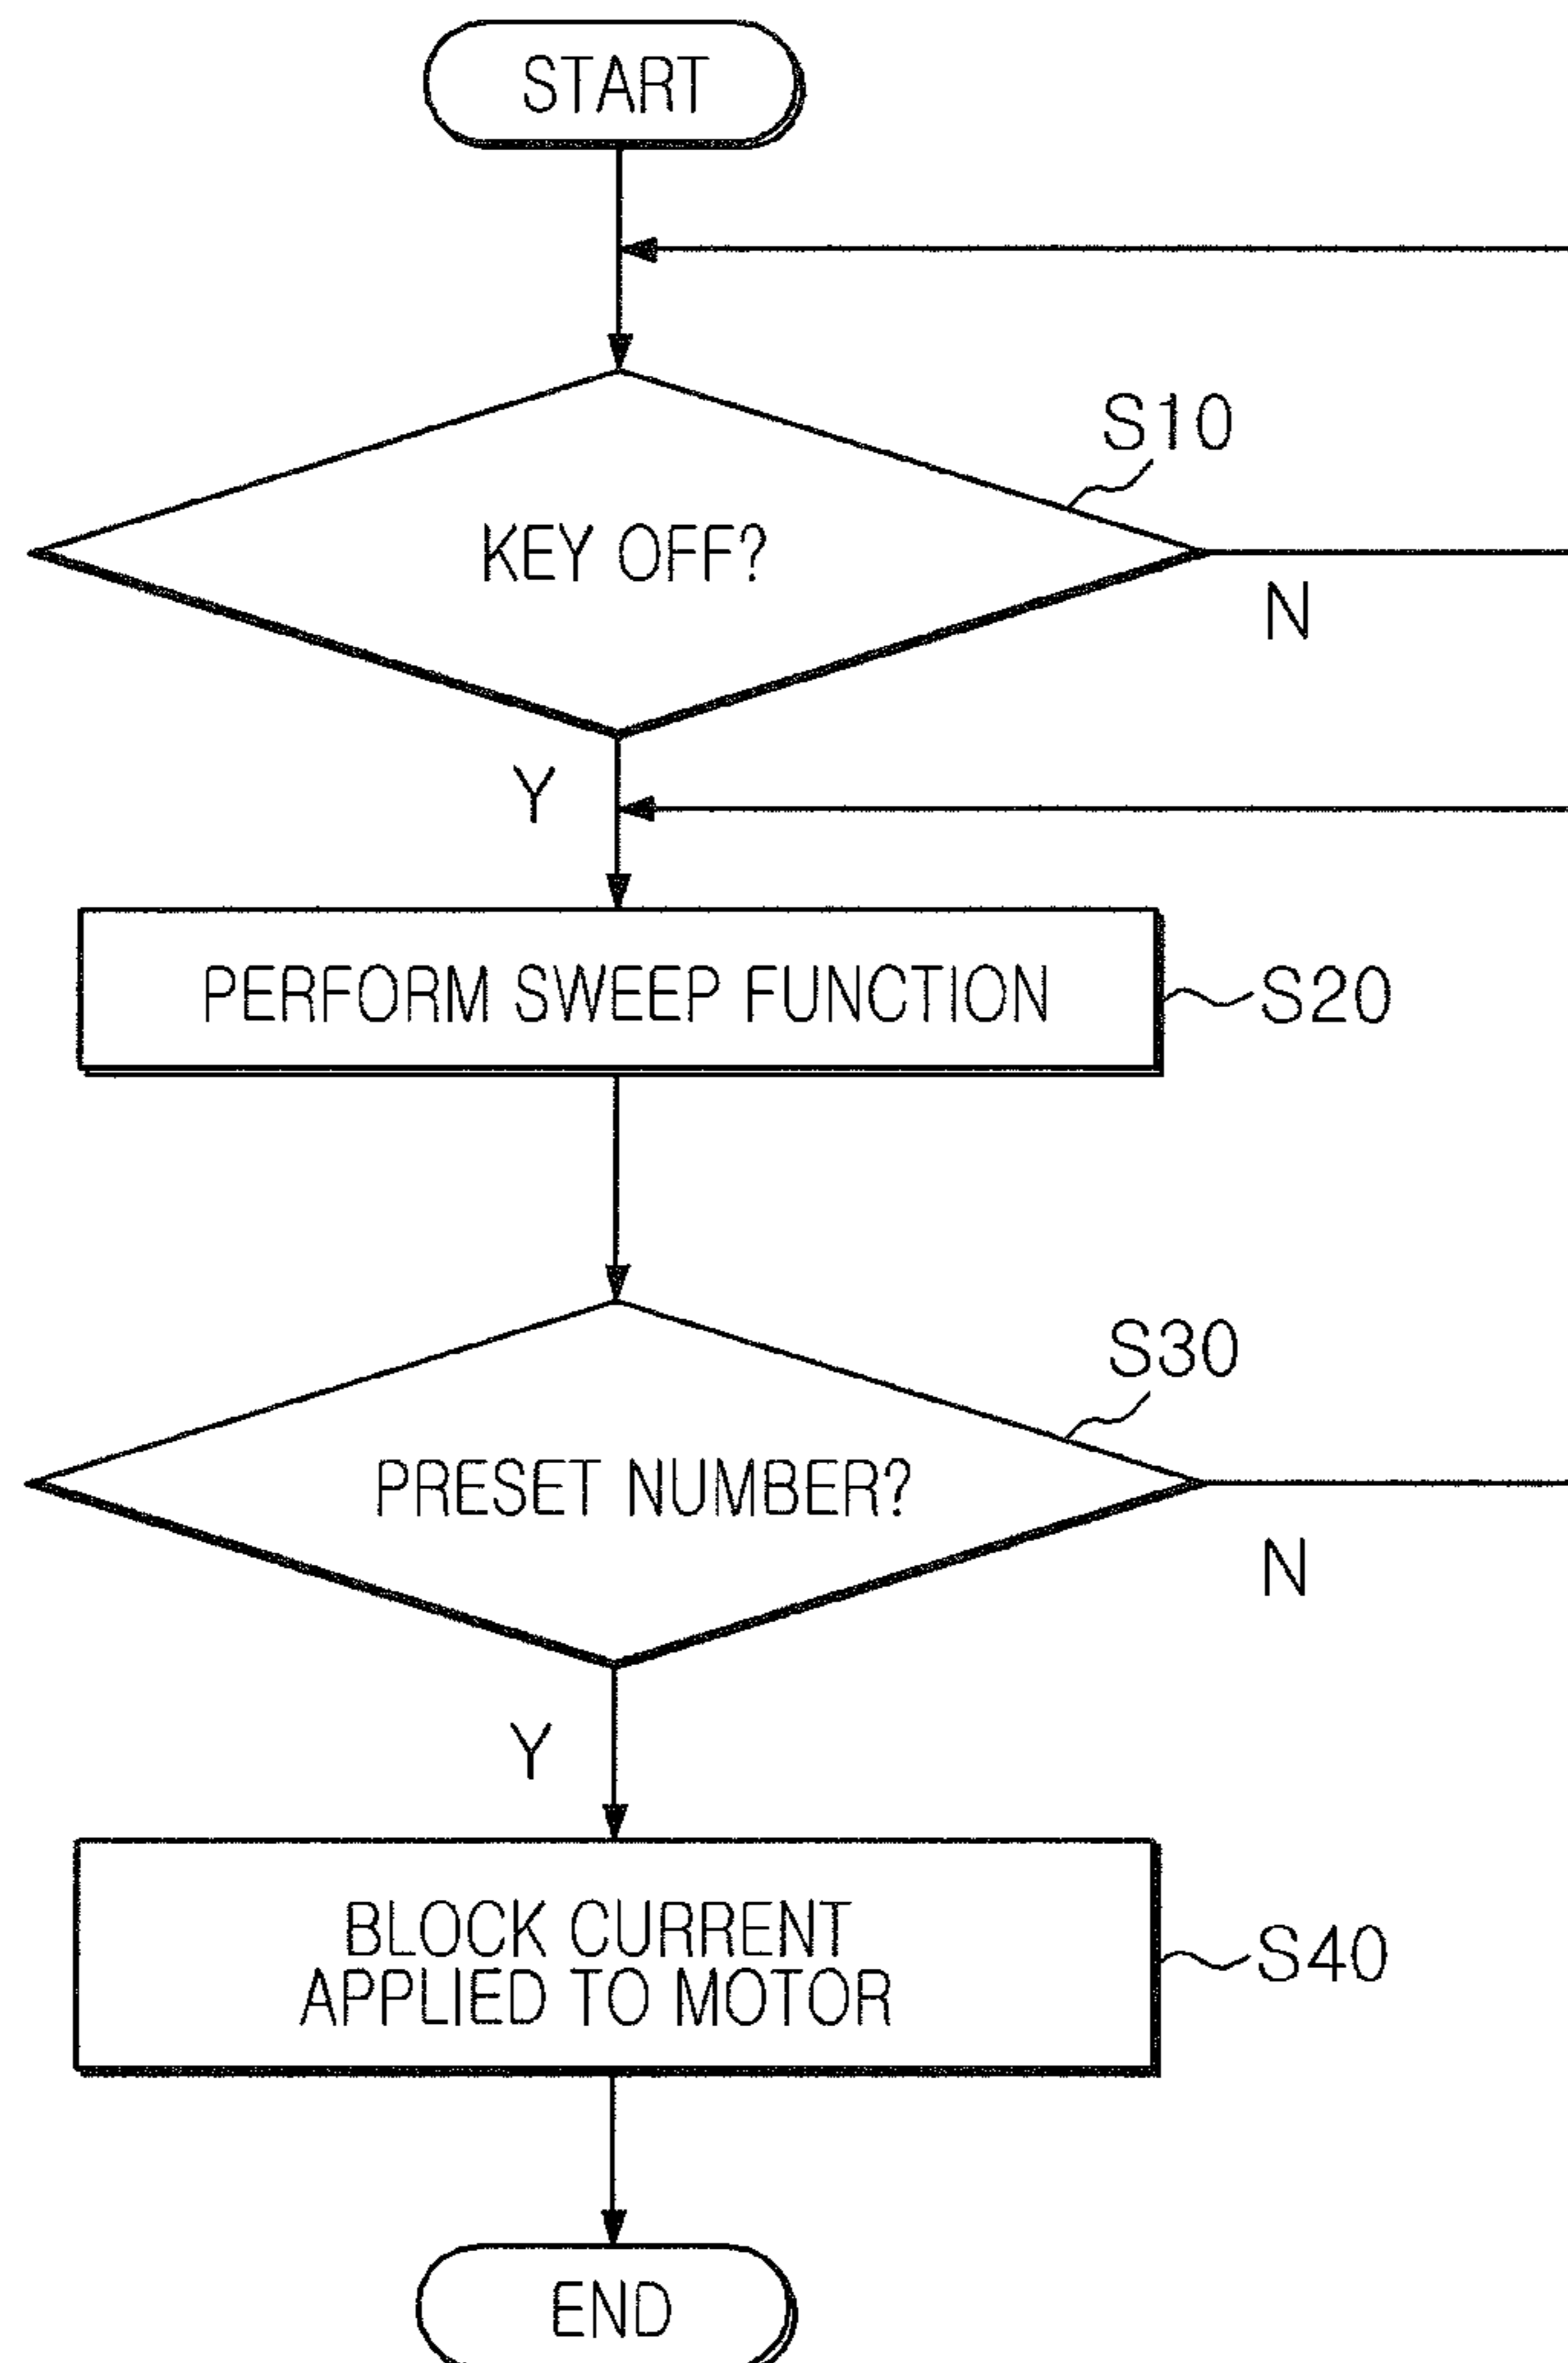 START
S10
KEY OFF?
N
Y
PERFORM SWEEP FUNCTION
S20
S30
PRESET NUMBER?
N
Y
BLOCK CURRENT
APPLIED TO MOTOR
S40
END